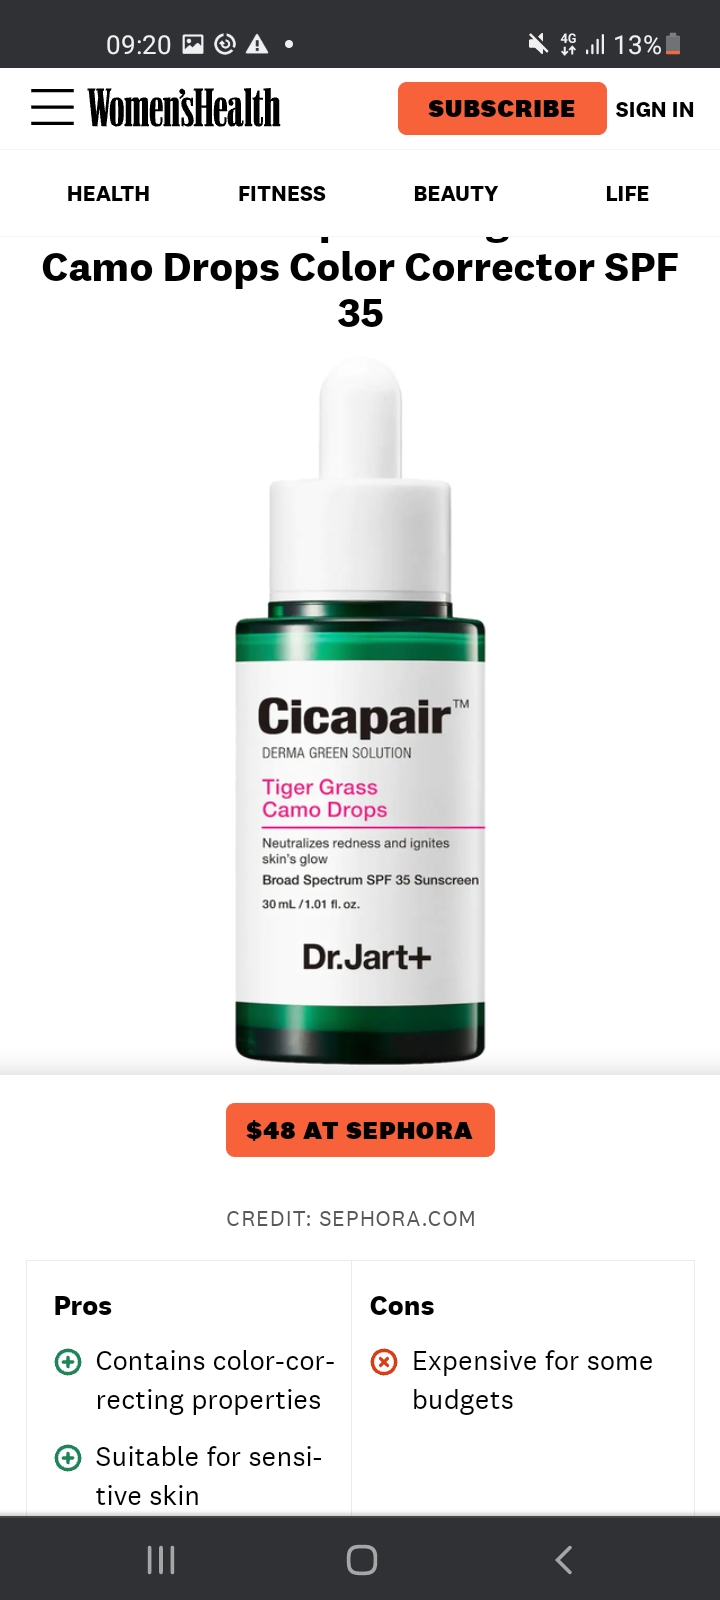 09:20
4G
13%
Women'sHealth
SUBSCRIBE
SIGN IN
HEALTH
FITNESS
BEAUTY
LIFE
Camo Drops Color Corrector SPF
35
Cicapair™
DERMA GREEN SOLUTION
Tiger Grass
Camo Drops
Neutralizes redness and ignites
skin's glow
Broad Spectrum SPF 35 Sunscreen
30 mL / 1.01 fl. oz.
Dr.Jart+
$48 AT SEPHORA
CREDIT: SEPHORA.COM
Pros
Contains color-cor-
recting properties
Suitable for sensi-
tive skin
Cons
Expensive for some
budgets